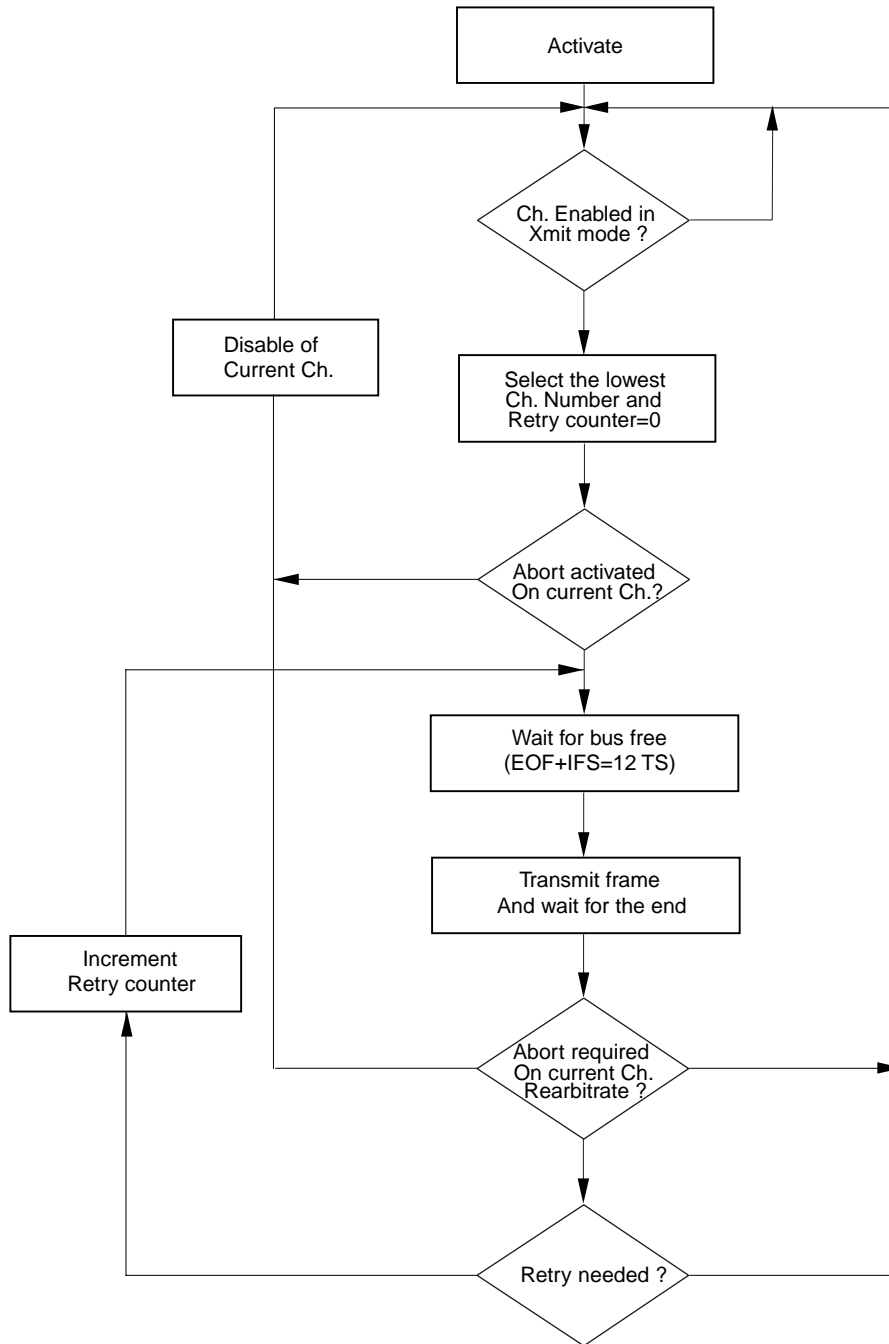 Activate
Ch. Enabled in
Xmit mode ?
Disable of
Current Ch.
Select the lowest
Ch. Number and
Retry counter=0
Abort activated
On current Ch.?
Wait for bus free
(EOF+IFS=12 TS)
Transmit frame
And wait for the end
Increment
Retry counter
Abort required
On current Ch.
Rearbitrate ?
Retry needed ?